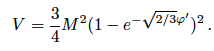 V = \frac{3}{4} M^2 (1 - e^{-\sqrt{2/3}\varphi'})^2 .